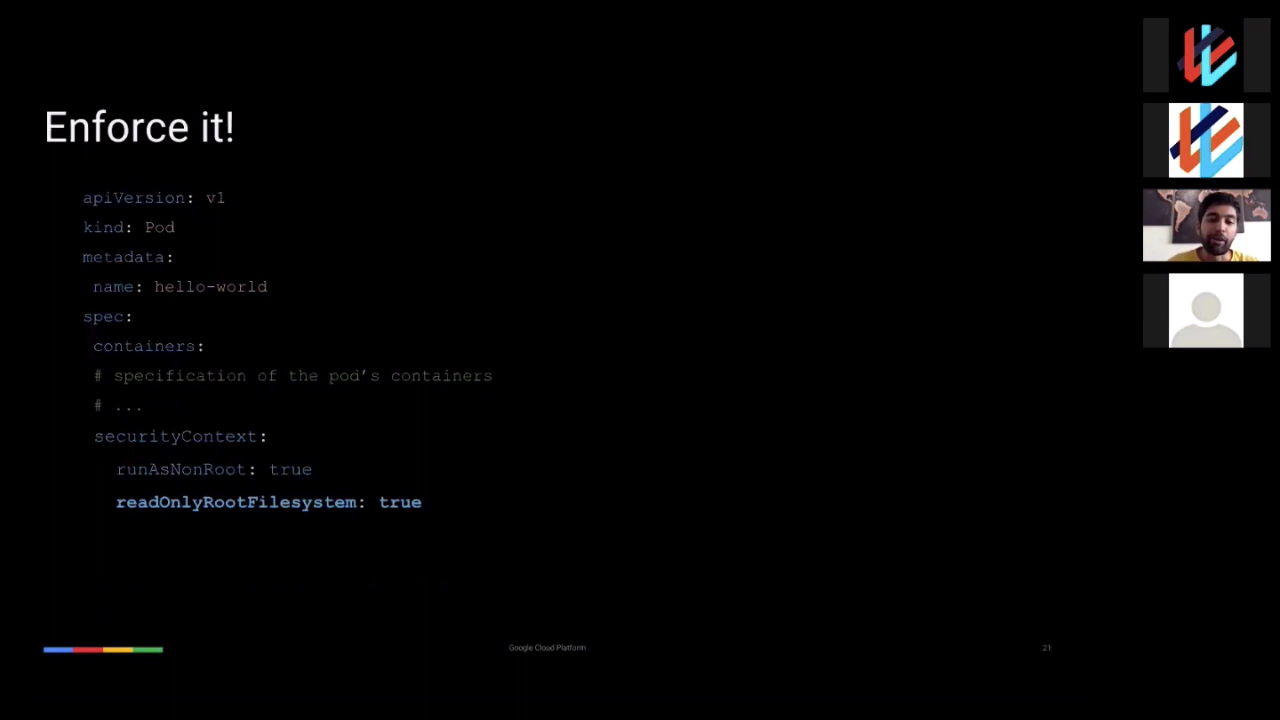 Enforce it!
apiVersion: v1
kind: Pod
metadata:
name: hello-world
spec:
containers:
# specification of the pod’s containers
# ...
securityContext:
runAsNonRoot: true
readOnlyRootFilesystem: true
Google Cloud Platform
21